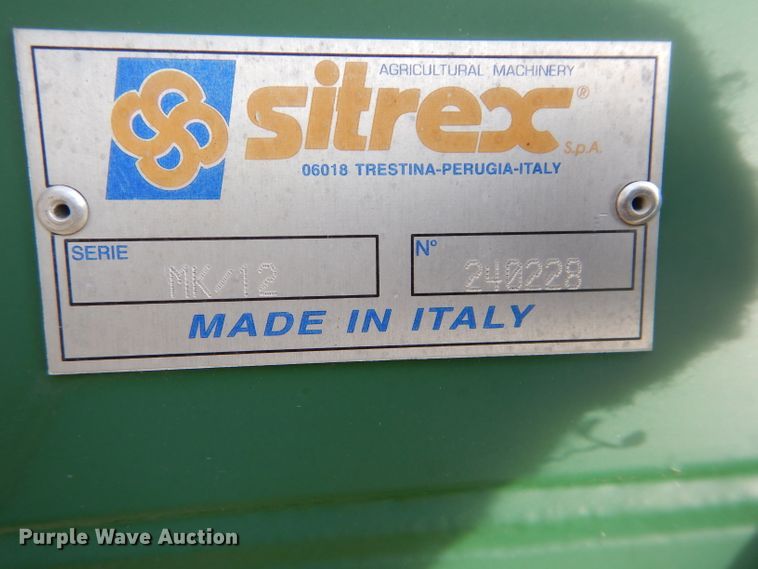 AGRICULTURAL MACHINERY
sitrex® S.p.A.
06018 TRESTINA-PERUGIA-ITALY
SERIE MK-12 N° 240228
MADE IN ITALY
Purple Wave Auction